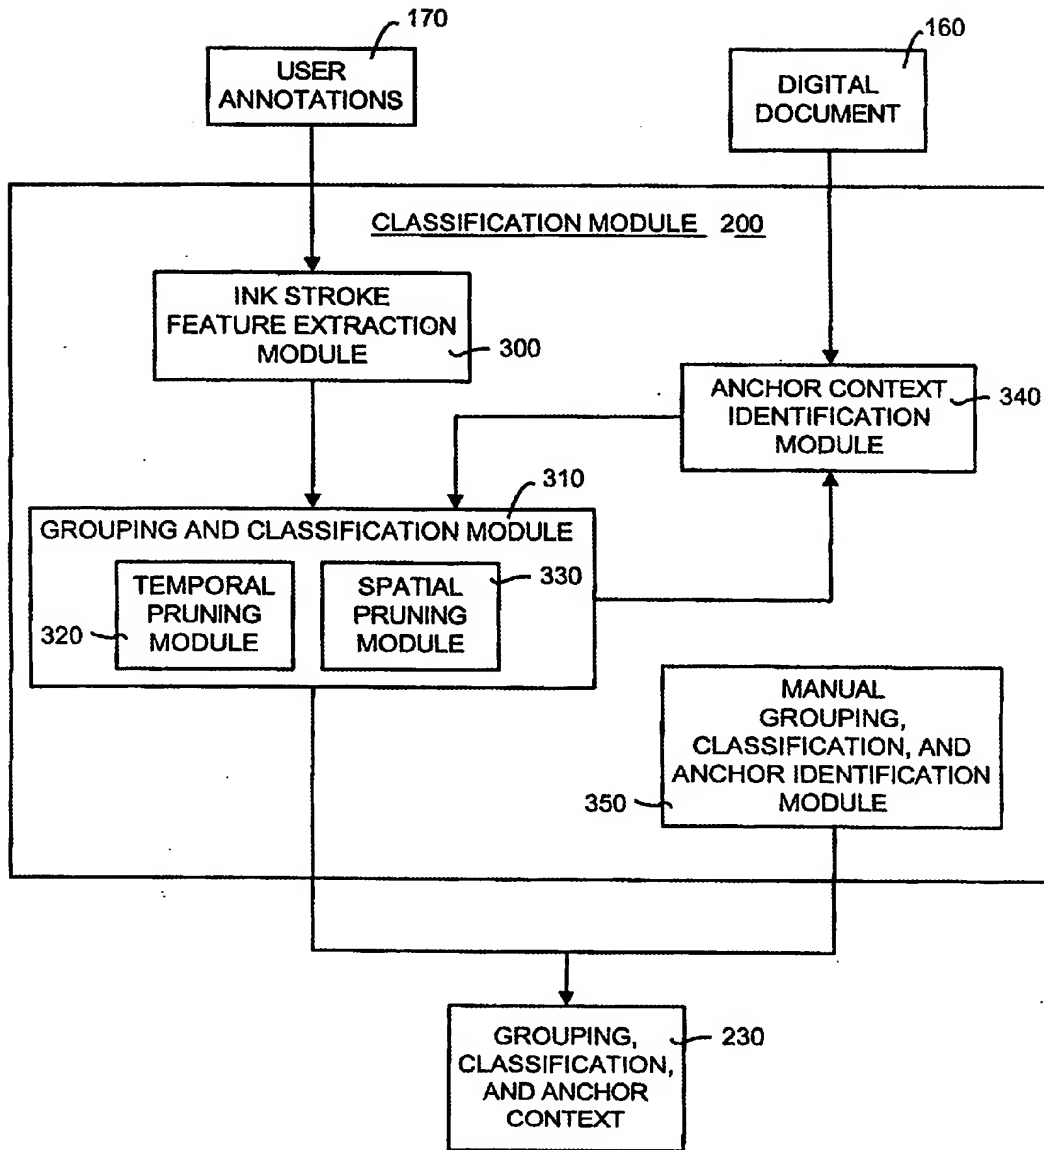 170
USER
ANNOTATIONS
160
DIGITAL
DOCUMENT
CLASSIFICATION MODULE 200
INK STROKE
FEATURE EXTRACTION
MODULE
300
ANCHOR CONTEXT
IDENTIFICATION
MODULE
340
310
GROUPING AND CLASSIFICATION MODULE
TEMPORAL
PRUNING
MODULE
320
SPATIAL
PRUNING
MODULE
330
MANUAL
GROUPING,
CLASSIFICATION, AND
ANCHOR IDENTIFICATION
MODULE
350
GROUPING,
CLASSIFICATION,
AND ANCHOR
CONTEXT
230